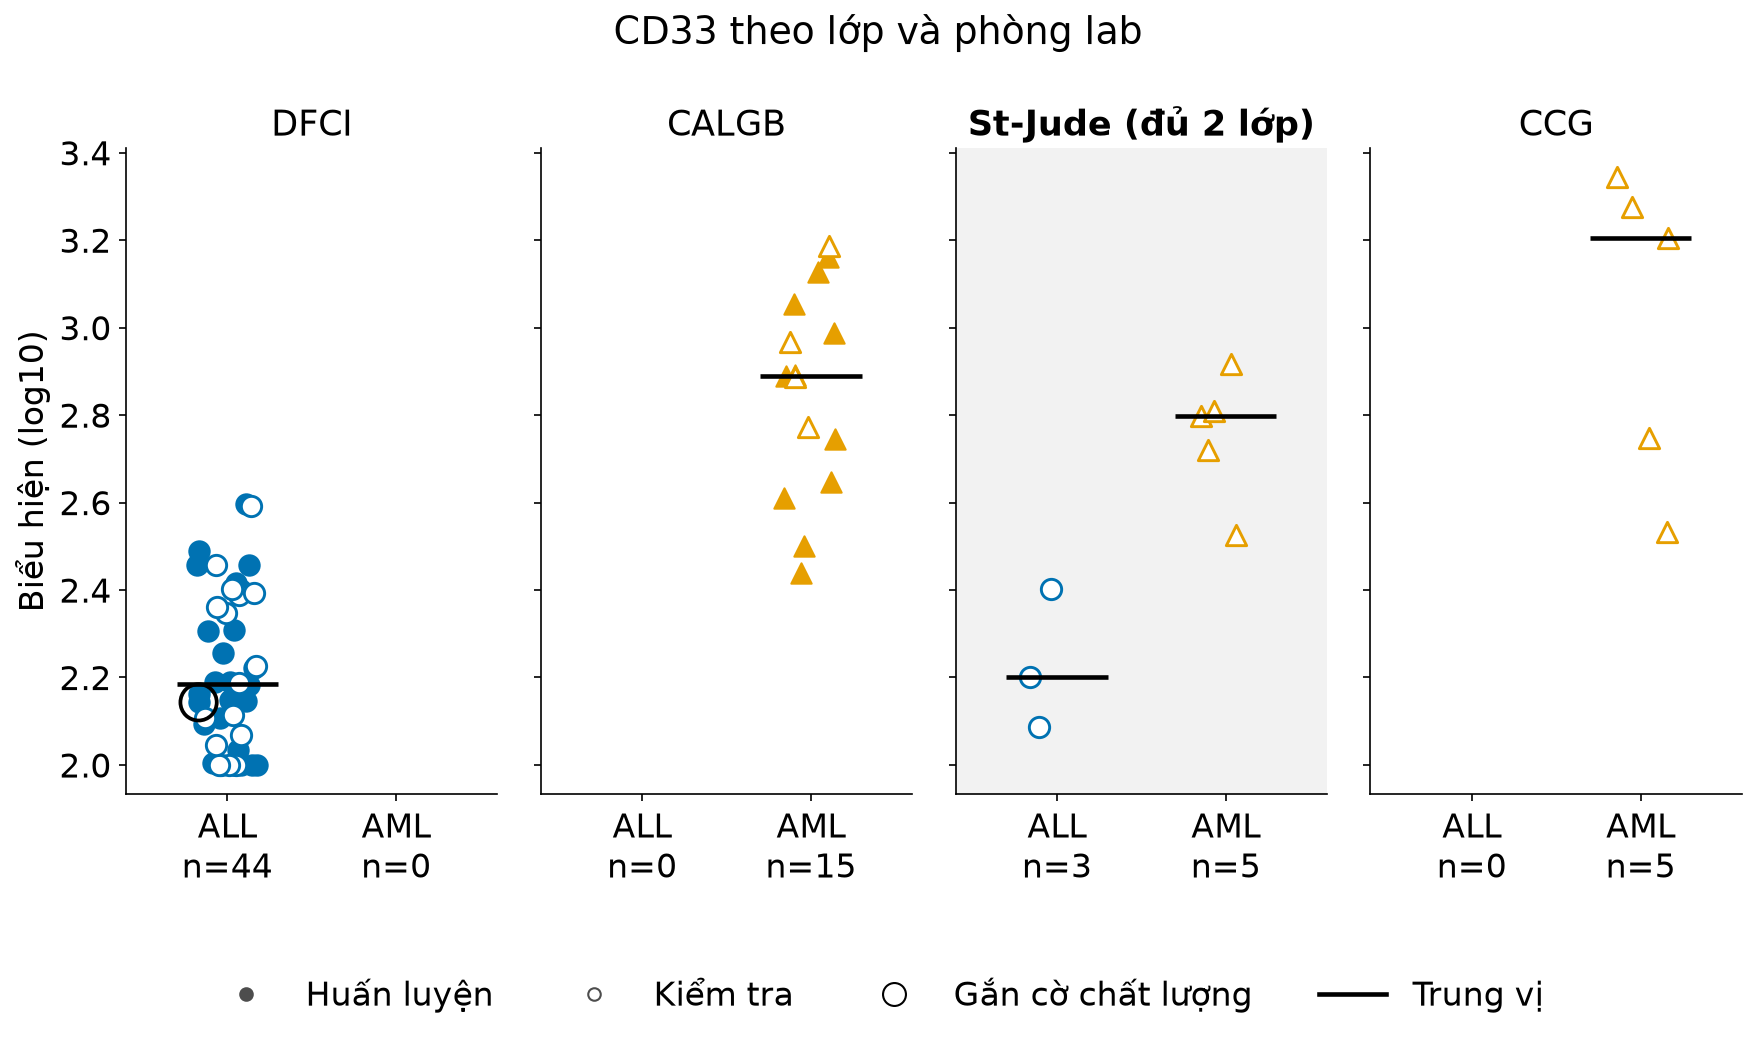 CD33 theo lớp và phòng lab
DFCI
CALGB
St-Jude (đủ 2 lớp)
CCG
Biểu hiện (log10)
3.4
3.2
3.0
2.8
2.6
2.4
2.2
2.0
ALL
n=44
AML
n=0
ALL
n=0
AML
n=15
ALL
n=3
AML
n=5
ALL
n=0
AML
n=5
Huấn luyện
Kiểm tra
Gắn cờ chất lượng
Trung vị